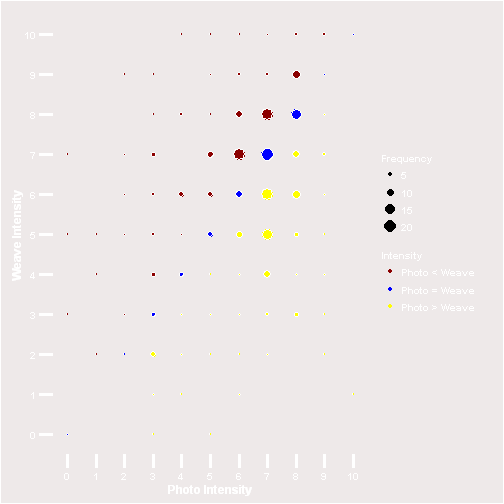 10
9
8
7
6
5
4
3
2
1
0
Weave Intensity
0 1 2 3 4 5 6 7 8 9 10
Photo Intensity
Frequency
5
10
15
20
Intensity
Photo < Weave
Photo = Weave
Photo > Weave